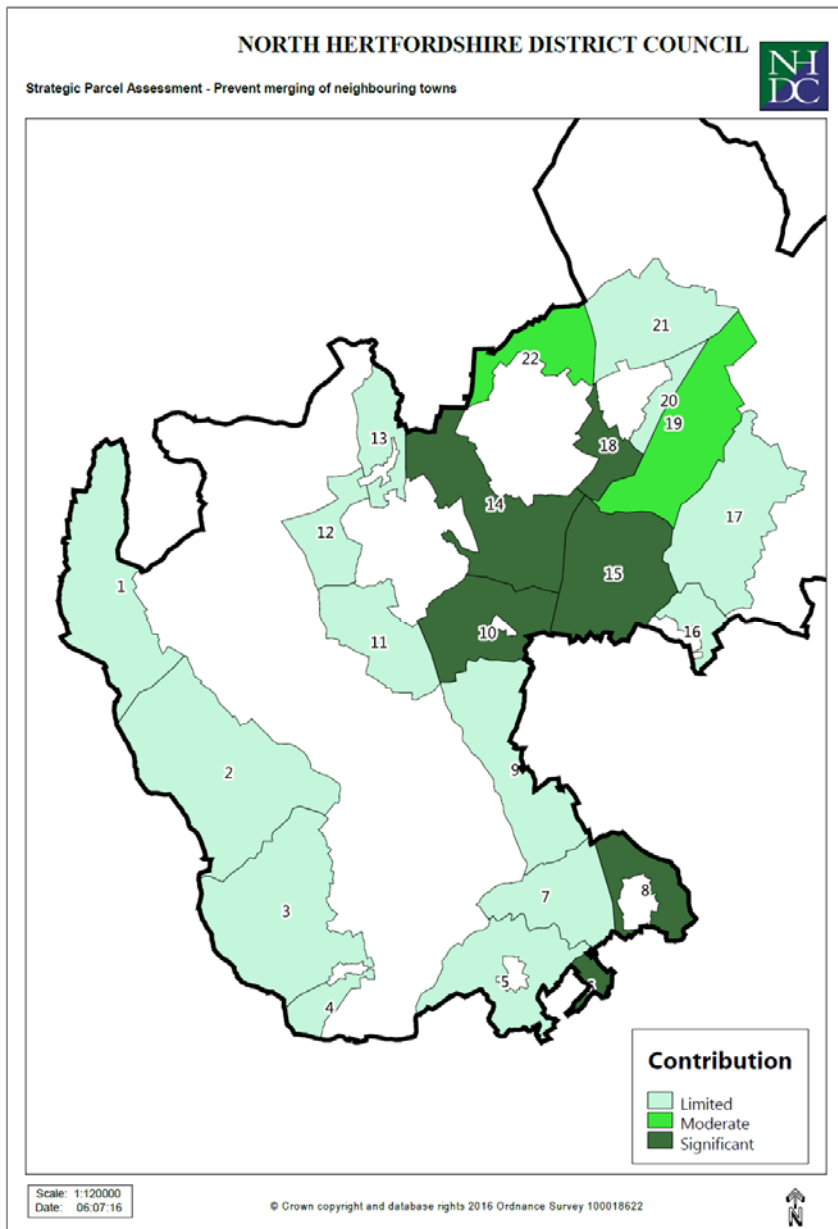 NORTH HERTFORDSHIRE DISTRICT COUNCIL
NH
DC
Strategic Parcel Assessment - Prevent merging of neighbouring towns
21
22
20
19
18
13
14
17
12
15
1
16
10
11
9
2
7
8
3
5
6
4
Contribution
Limited
Moderate
Significant
Scale: 1:120000
Date: 06:07:16
© Crown copyright and database rights 2016 Ordnance Survey 100018622
N